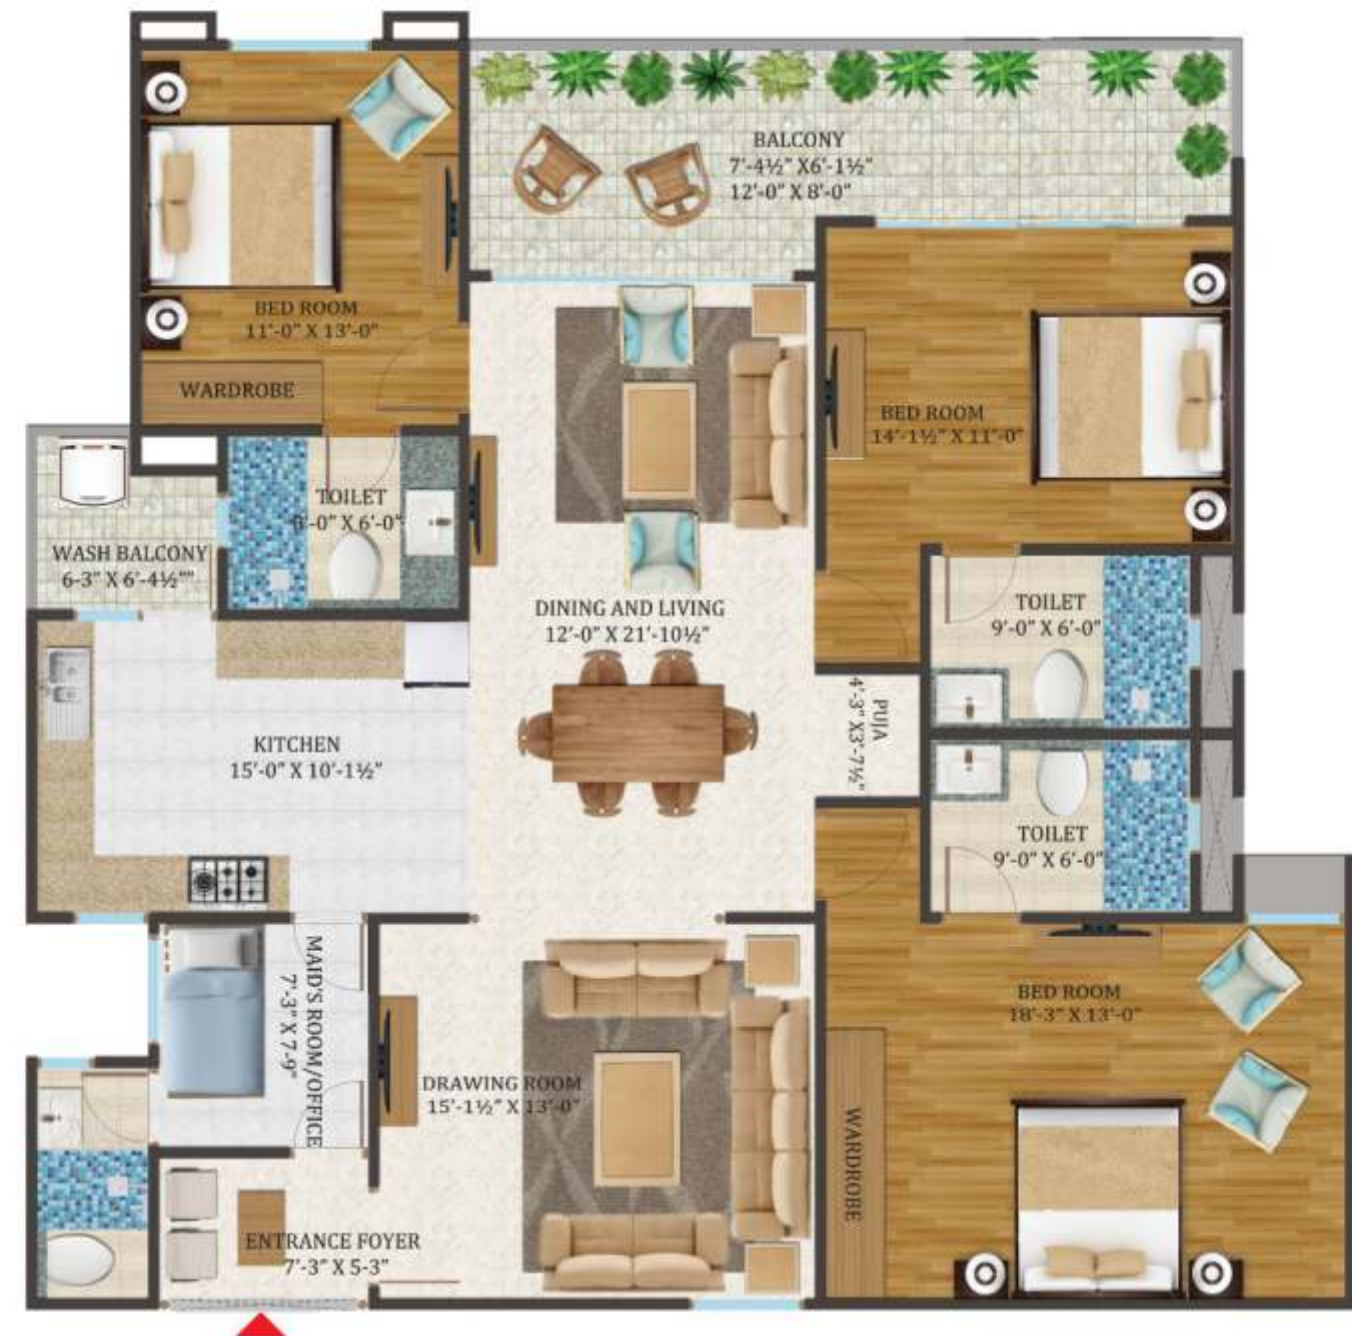 BALCONY
7'-4½" X6'-1½"
12'-0" X 8'-0"
BED ROOM
11'-0" X 13'-0"
WARDROBE
BED ROOM
14'-1½" X 11'-0"
TOILET
X 6'-0"
WASH BALCONY
6-3" X 6'-4½""
DINING AND LIVING
12'-0" X 21'-10½"
TOILET
9'-0" X 6'-0"
PUJA
4'-3" X3'-7½"
KITCHEN
15'-0" X 10'-1½"
TOILET
9'-0" X 6'-0"
MAID'S ROOM/OFFICE
7'-3" X 7'-9"
BED ROOM
18'-3" X 13'-0"
DRAWING ROOM
15'-1½" X 13'-0"
WARDROBE
ENTRANCE FOYER
7'-3" X 5-3"